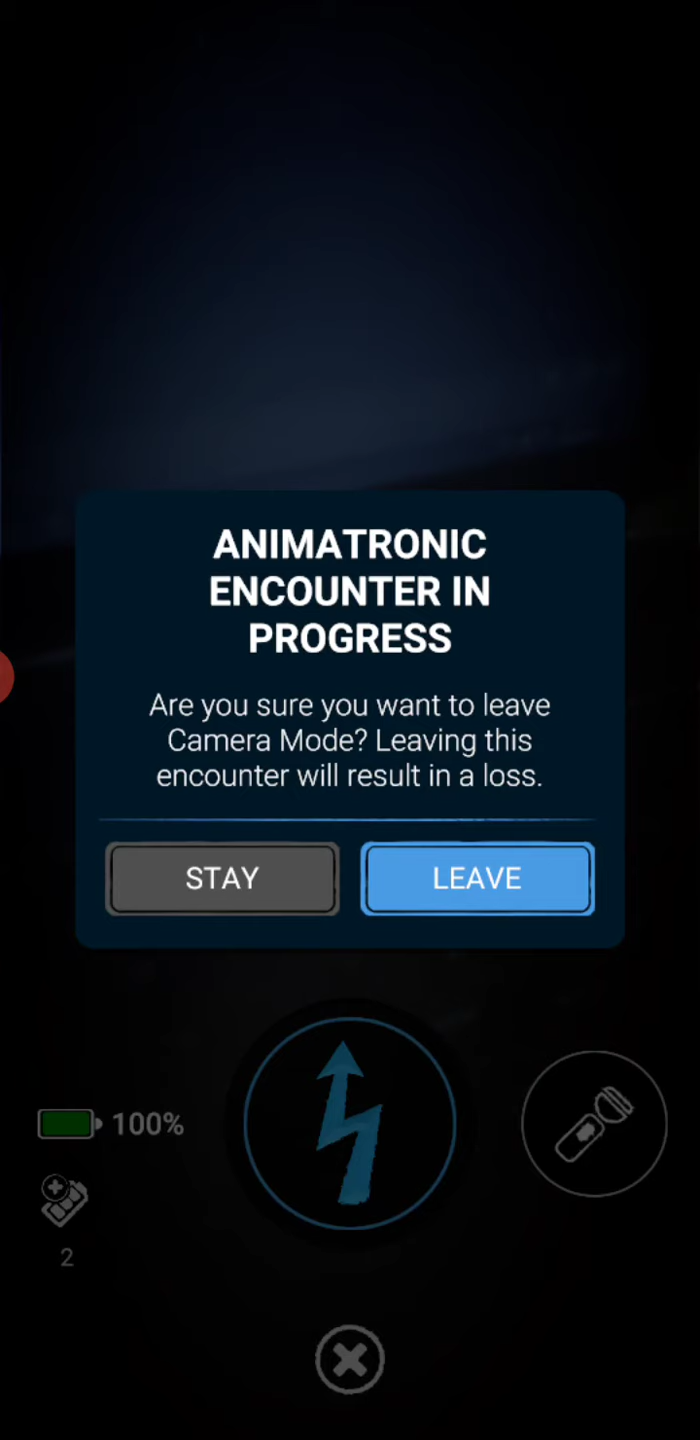 ANIMATRONIC
ENCOUNTER IN
PROGRESS
Are you sure you want to leave
Camera Mode? Leaving this
encounter will result in a loss.
STAY
LEAVE
100%
2